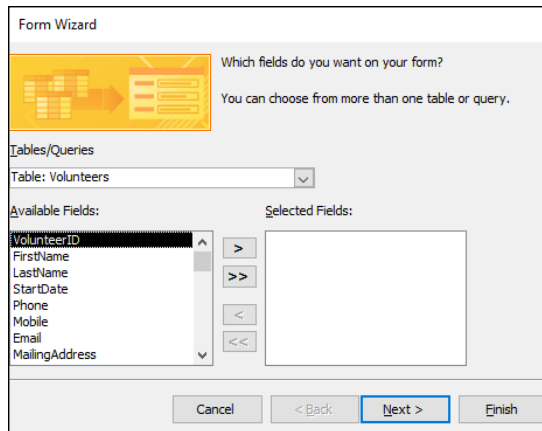 Form Wizard
Which fields do you want on your form?
You can choose from more than one table or query.
Tables/Queries
Table: Volunteers
Available Fields:
Selected Fields:
VolunteerID
FirstName
LastName
StartDate
Phone
Mobile
Email
MailingAddress
>
>>
<
<<
Cancel
< Back
Next >
Finish